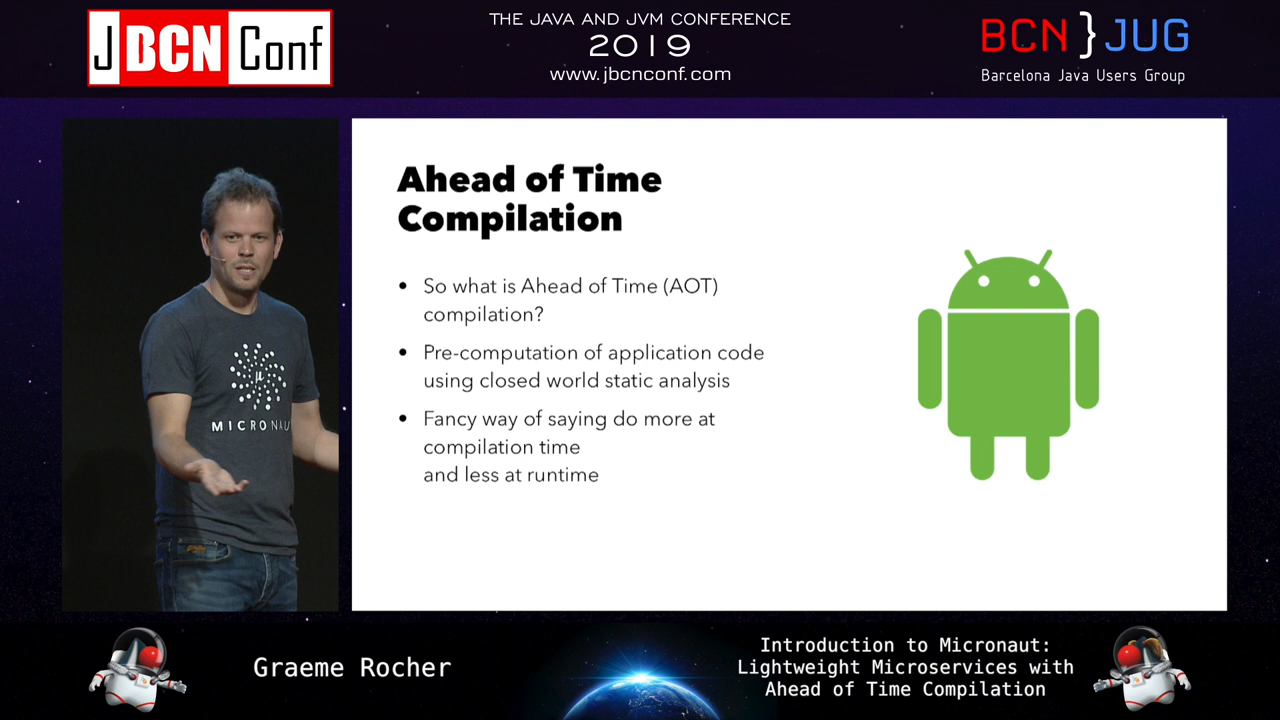 JBCNConf
THE JAVA AND JVM CONFERENCE
2019
www.jbcnconf.com
BCN}JUG
Barcelona Java Users Group
Ahead of Time
Compilation
• So what is Ahead of Time (AOT)
compilation?
• Pre-computation of application code
using closed world static analysis
• Fancy way of saying do more at
compilation time
and less at runtime
μ
MICRONAU
Graeme Rocher
Introduction to Micronaut:
Lightweight Microservices with
Ahead of Time Compilation